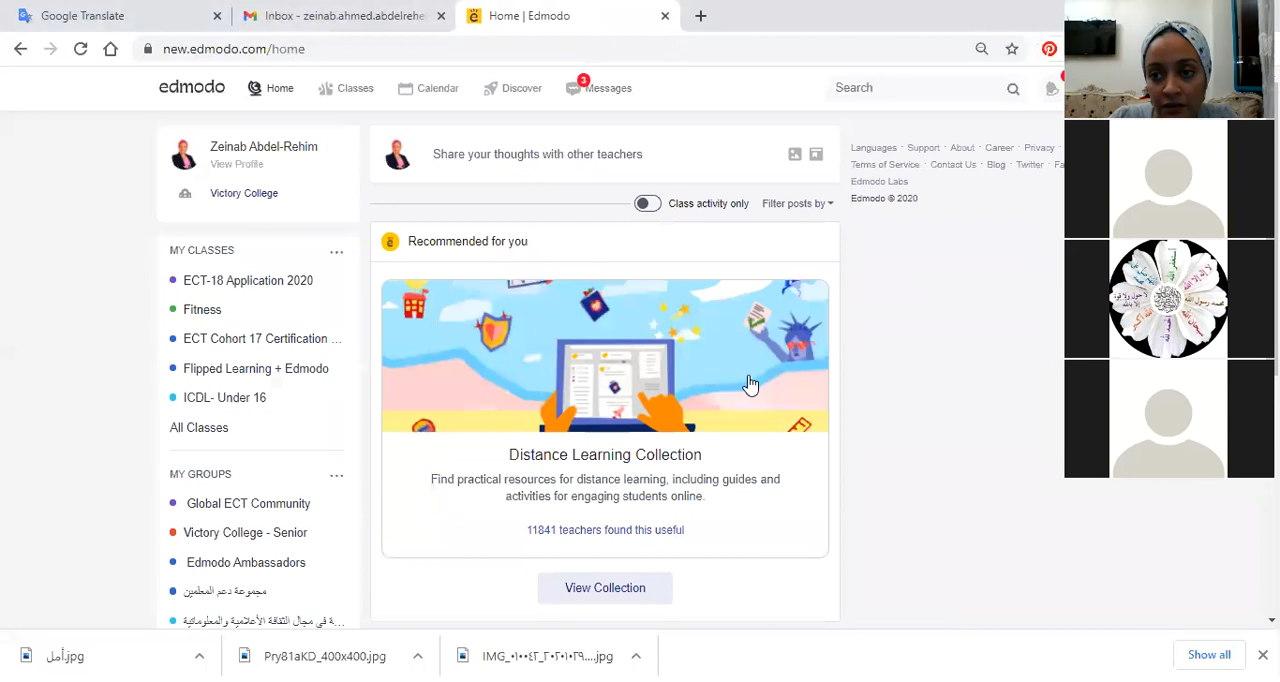 Google Translate
Inbox - zeinab.ahmed.abdelrehe
Home | Edmodo
new.edmodo.com/home
edmodo
Home
Classes
Calendar
Discover
3
Messages
Search
Zeinab Abdel-Rehim
View Profile
Victory College
Share your thoughts with other teachers
Class activity only
Filter posts by
Languages · Support · About · Career · Privacy ·
Terms of Service · Contact Us · Blog · Twitter · Fa
Edmodo Labs
Edmodo © 2020
MY CLASSES
ECT-18 Application 2020
Fitness
ECT Cohort 17 Certification ...
Flipped Learning + Edmodo
ICDL- Under 16
All Classes
MY GROUPS
Global ECT Community
Victory College - Senior
Edmodo Ambassadors
مجموعة دعم المعلمين
ة في مجال الثقافة الأعلامية والمعلوماتية...
Recommended for you
Distance Learning Collection
Find practical resources for distance learning, including guides and
activities for engaging students online.
11841 teachers found this useful
View Collection
أمل.jpg
Pry81aKD_400x400.jpg
Show all